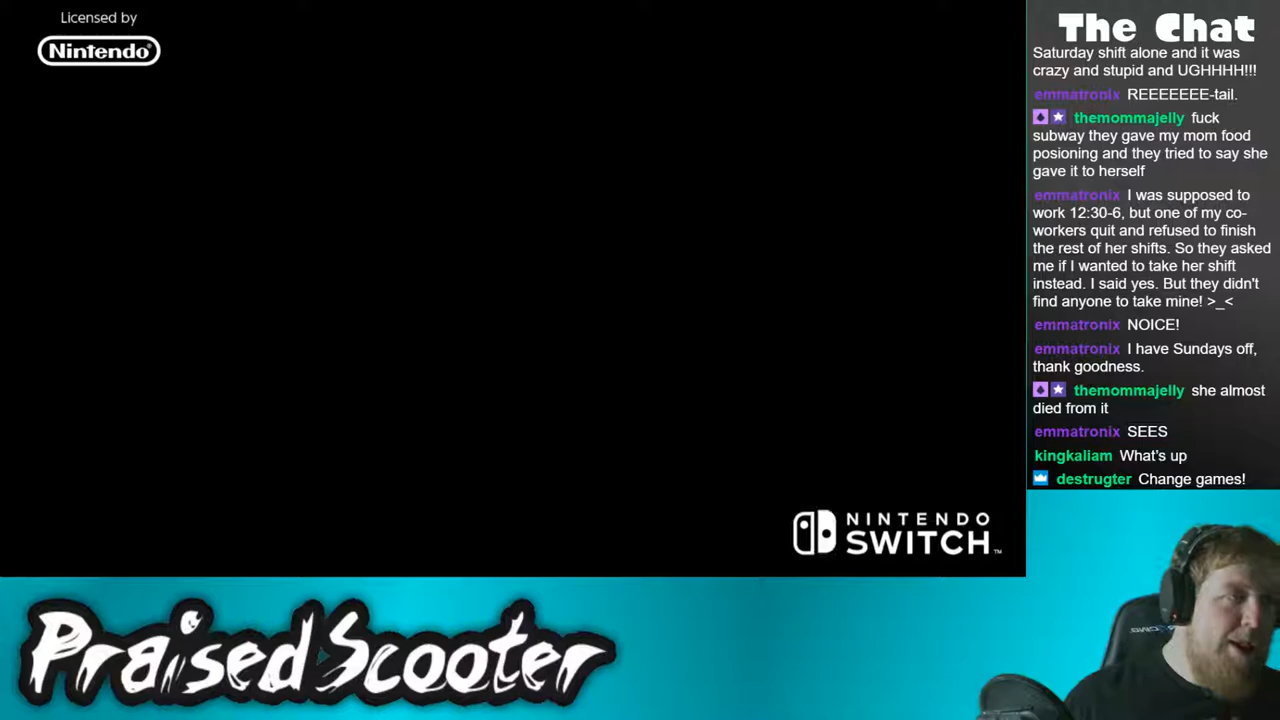 Licensed by
Nintendo®
NINTENDO
SWITCH™
The Chat
Saturday shift alone and it was
crazy and stupid and UGHHHH!!!
emmatronix REEEEEEE-tail.
themommajelly fuck
subway they gave my mom food
posioning and they tried to say she
gave it to herself
emmatronix I was supposed to
work 12:30-6, but one of my co-
workers quit and refused to finish
the rest of her shifts. So they asked
me if I wanted to take her shift
instead. I said yes. But they didn't
find anyone to take mine! >_<
emmatronix NOICE!
emmatronix I have Sundays off,
thank goodness.
themommajelly she almost
died from it
emmatronix SEES
kingkaliam What's up
destrugter Change games!
PraisedScooter